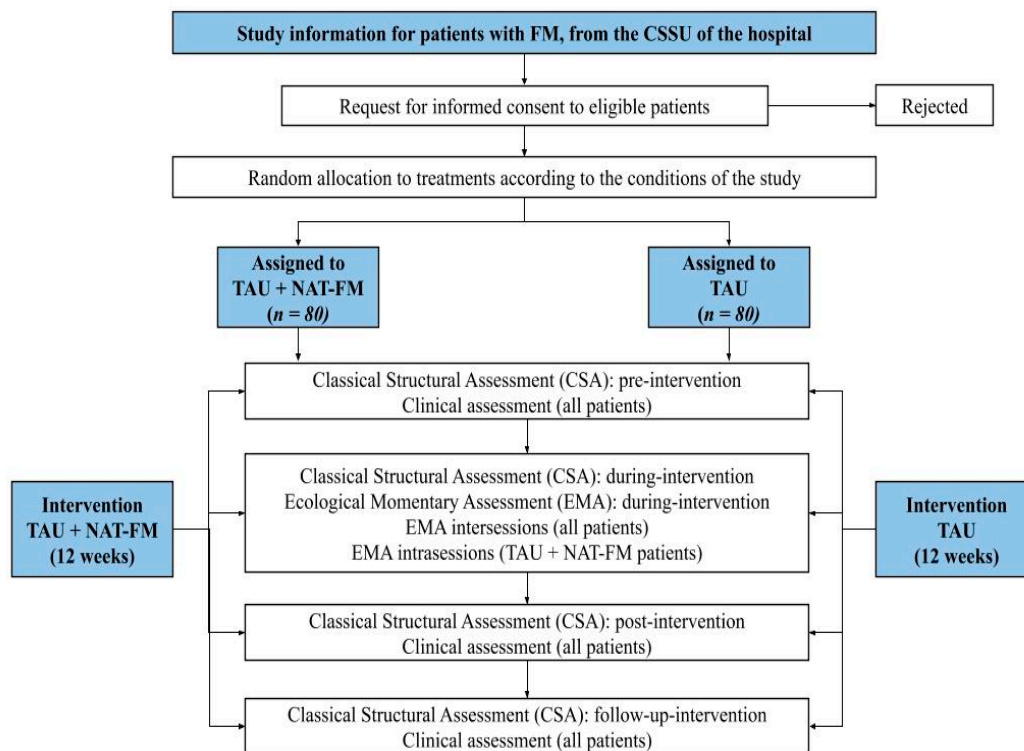 Study information for patients with FM, from the CSSU of the hospital
Request for informed consent to eligible patients
Rejected
Random allocation to treatments according to the conditions of the study
Assigned to
TAU + NAT-FM
(n = 80)
Assigned to
TAU
(n = 80)
Classical Structural Assessment (CSA): pre-intervention
Clinical assessment (all patients)
Intervention
TAU + NAT-FM
(12 weeks)
Classical Structural Assessment (CSA): during-intervention
Ecological Momentary Assessment (EMA): during-intervention
EMA intersessions (all patients)
EMA intrasessions (TAU + NAT-FM patients)
Intervention
TAU
(12 weeks)
Classical Structural Assessment (CSA): post-intervention
Clinical assessment (all patients)
Classical Structural Assessment (CSA): follow-up-intervention
Clinical assessment (all patients)